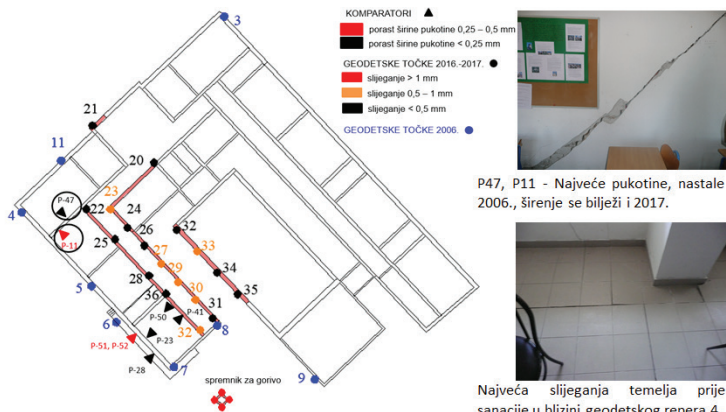 KOMPARATORI
porast širine pukotine 0,25 – 0,5 mm
porast širine pukotine < 0,25 mm
GEODETSKE TOČKE 2016.-2017.
slijeganje > 1 mm
slijeganje 0,5 – 1 mm
slijeganje < 0,5 mm
GEODETSKE TOČKE 2006.
3
21
11
20
4
P-47
22
23
24
P-11
25
26
27
32
33
28
29
34
5
36
30
35
P-50
P-41
31
6
32
8
P-51, P-52
P-23
P-28
7
9
spremnik za gorivo
P47, P11 - Najveće pukotine, nastale
2006., širenje se bilježi i 2017.
Najveća slijeganja temelja prije
sanacije u blizini geodetskog repera 4.